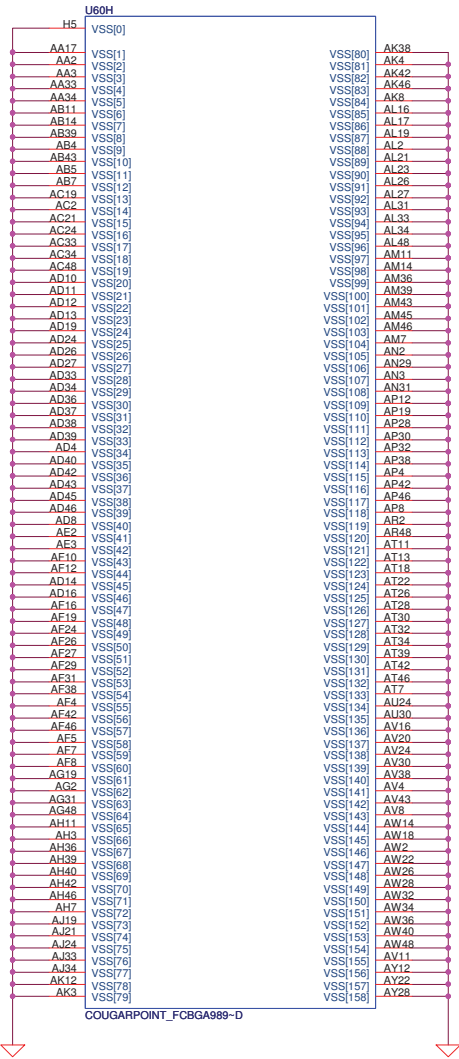 U60H
H5 VSS[0]
AA17 VSS[1] VSS[80] AK38
AA2 VSS[2] VSS[81] AK4
AA3 VSS[3] VSS[82] AK42
AA33 VSS[4] VSS[83] AK46
AA34 VSS[5] VSS[84] AK8
AB11 VSS[6] VSS[85] AL16
AB14 VSS[7] VSS[86] AL17
AB39 VSS[8] VSS[87] AL19
AB4 VSS[9] VSS[88] AL2
AB43 VSS[10] VSS[89] AL21
AB5 VSS[11] VSS[90] AL23
AB7 VSS[12] VSS[91] AL26
AC19 VSS[13] VSS[92] AL27
AC2 VSS[14] VSS[93] AL31
AC21 VSS[15] VSS[94] AL33
AC24 VSS[16] VSS[95] AL34
AC33 VSS[17] VSS[96] AL48
AC34 VSS[18] VSS[97] AM11
AC48 VSS[19] VSS[98] AM14
AD10 VSS[20] VSS[99] AM36
AD11 VSS[21] VSS[100] AM39
AD12 VSS[22] VSS[101] AM43
AD13 VSS[23] VSS[102] AM45
AD19 VSS[24] VSS[103] AM46
AD24 VSS[25] VSS[104] AM7
AD26 VSS[26] VSS[105] AN2
AD27 VSS[27] VSS[106] AN29
AD33 VSS[28] VSS[107] AN3
AD34 VSS[29] VSS[108] AN31
AD36 VSS[30] VSS[109] AP12
AD37 VSS[31] VSS[110] AP19
AD38 VSS[32] VSS[111] AP28
AD39 VSS[33] VSS[112] AP30
AD4 VSS[34] VSS[113] AP32
AD40 VSS[35] VSS[114] AP38
AD42 VSS[36] VSS[115] AP4
AD43 VSS[37] VSS[116] AP42
AD45 VSS[38] VSS[117] AP46
AD46 VSS[39] VSS[118] AP8
AD8 VSS[40] VSS[119] AR2
AE2 VSS[41] VSS[120] AR48
AE3 VSS[42] VSS[121] AT11
AF10 VSS[43] VSS[122] AT13
AF12 VSS[44] VSS[123] AT18
AD14 VSS[45] VSS[124] AT22
AD16 VSS[46] VSS[125] AT26
AF16 VSS[47] VSS[126] AT28
AF19 VSS[48] VSS[127] AT30
AF24 VSS[49] VSS[128] AT32
AF26 VSS[50] VSS[129] AT34
AF27 VSS[51] VSS[130] AT39
AF29 VSS[52] VSS[131] AT42
AF31 VSS[53] VSS[132] AT46
AF38 VSS[54] VSS[133] AT7
AF4 VSS[55] VSS[134] AU24
AF42 VSS[56] VSS[135] AU30
AF46 VSS[57] VSS[136] AV16
AF5 VSS[58] VSS[137] AV20
AF7 VSS[59] VSS[138] AV24
AF8 VSS[60] VSS[139] AV30
AG19 VSS[61] VSS[140] AV38
AG2 VSS[62] VSS[141] AV4
AG31 VSS[63] VSS[142] AV43
AG48 VSS[64] VSS[143] AV8
AH11 VSS[65] VSS[144] AW14
AH3 VSS[66] VSS[145] AW18
AH36 VSS[67] VSS[146] AW2
AH39 VSS[68] VSS[147] AW22
AH40 VSS[69] VSS[148] AW26
AH42 VSS[70] VSS[149] AW28
AH46 VSS[71] VSS[150] AW32
AH7 VSS[72] VSS[151] AW34
AJ19 VSS[73] VSS[152] AW36
AJ21 VSS[74] VSS[153] AW40
AJ24 VSS[75] VSS[154] AW48
AJ33 VSS[76] VSS[155] AV11
AJ34 VSS[77] VSS[156] AY12
AK12 VSS[78] VSS[157] AY22
AK3 VSS[79] VSS[158] AY28
COUGARPOINT_FCBGA989~D